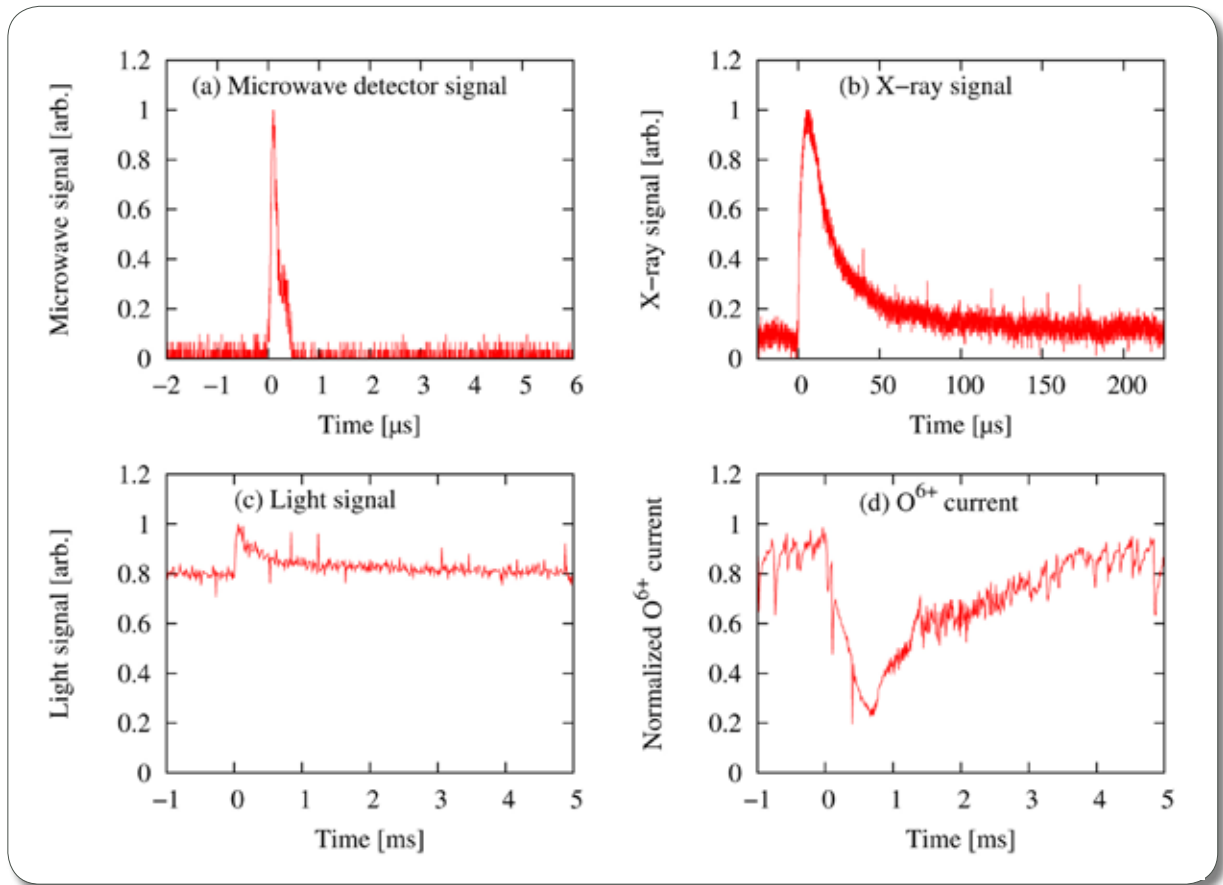 (a) Microwave detector signal
Microwave signal [arb.]
1.2
1
0.8
0.6
0.4
0.2
0
−2 −1 0 1 2 3 4 5 6
Time [μs]
(b) X−ray signal
X−ray signal [arb.]
1.2
1
0.8
0.6
0.4
0.2
0
0 50 100 150 200
Time [μs]
(c) Light signal
Light signal [arb.]
1.2
1
0.8
0.6
0.4
0.2
0
−1 0 1 2 3 4 5
Time [ms]
(d) O⁶⁺ current
Normalized O⁶⁺ current
1.2
1
0.8
0.6
0.4
0.2
0
−1 0 1 2 3 4 5
Time [ms]